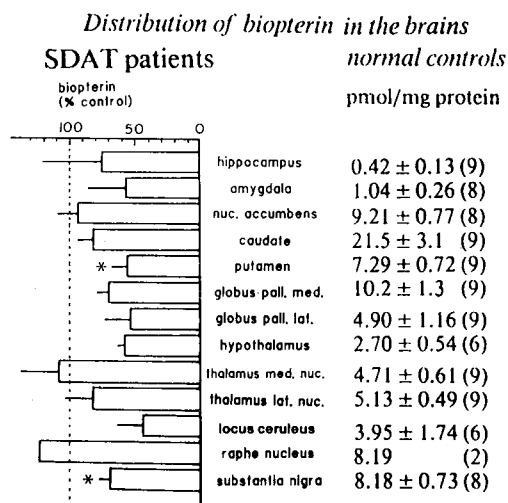 Distribution of biopterin in the brains
SDAT patients normal controls
biopterin
(% control) pmol/mg protein
100 50 0
hippocampus 0.42 ± 0.13 (9)
amygdala 1.04 ± 0.26 (8)
nuc. accumbens 9.21 ± 0.77 (8)
caudate 21.5 ± 3.1 (9)
* putamen 7.29 ± 0.72 (9)
globus pall. med. 10.2 ± 1.3 (9)
globus pall. lat. 4.90 ± 1.16 (9)
hypothalamus 2.70 ± 0.54 (6)
thalamus med. nuc. 4.71 ± 0.61 (9)
thalamus lat. nuc. 5.13 ± 0.49 (9)
locus ceruleus 3.95 ± 1.74 (6)
raphe nucleus 8.19 (2)
* substantia nigra 8.18 ± 0.73 (8)